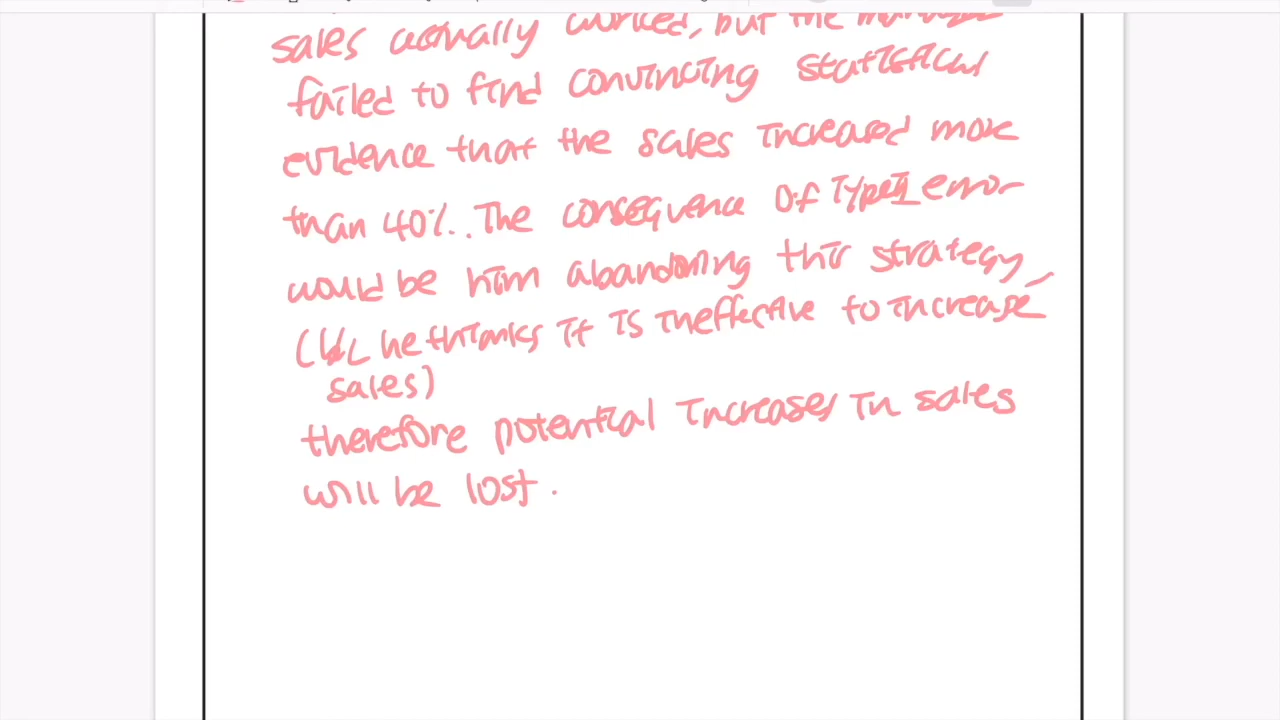 sales actually worked, but the manager
failed to find convincing statistical
evidence that the sales increased more
than 40%. The consequence of Type II error
would be him abandoning this strategy
(b/c he thinks it is ineffective to increase
sales)
therefore potential increases in sales
will be lost.